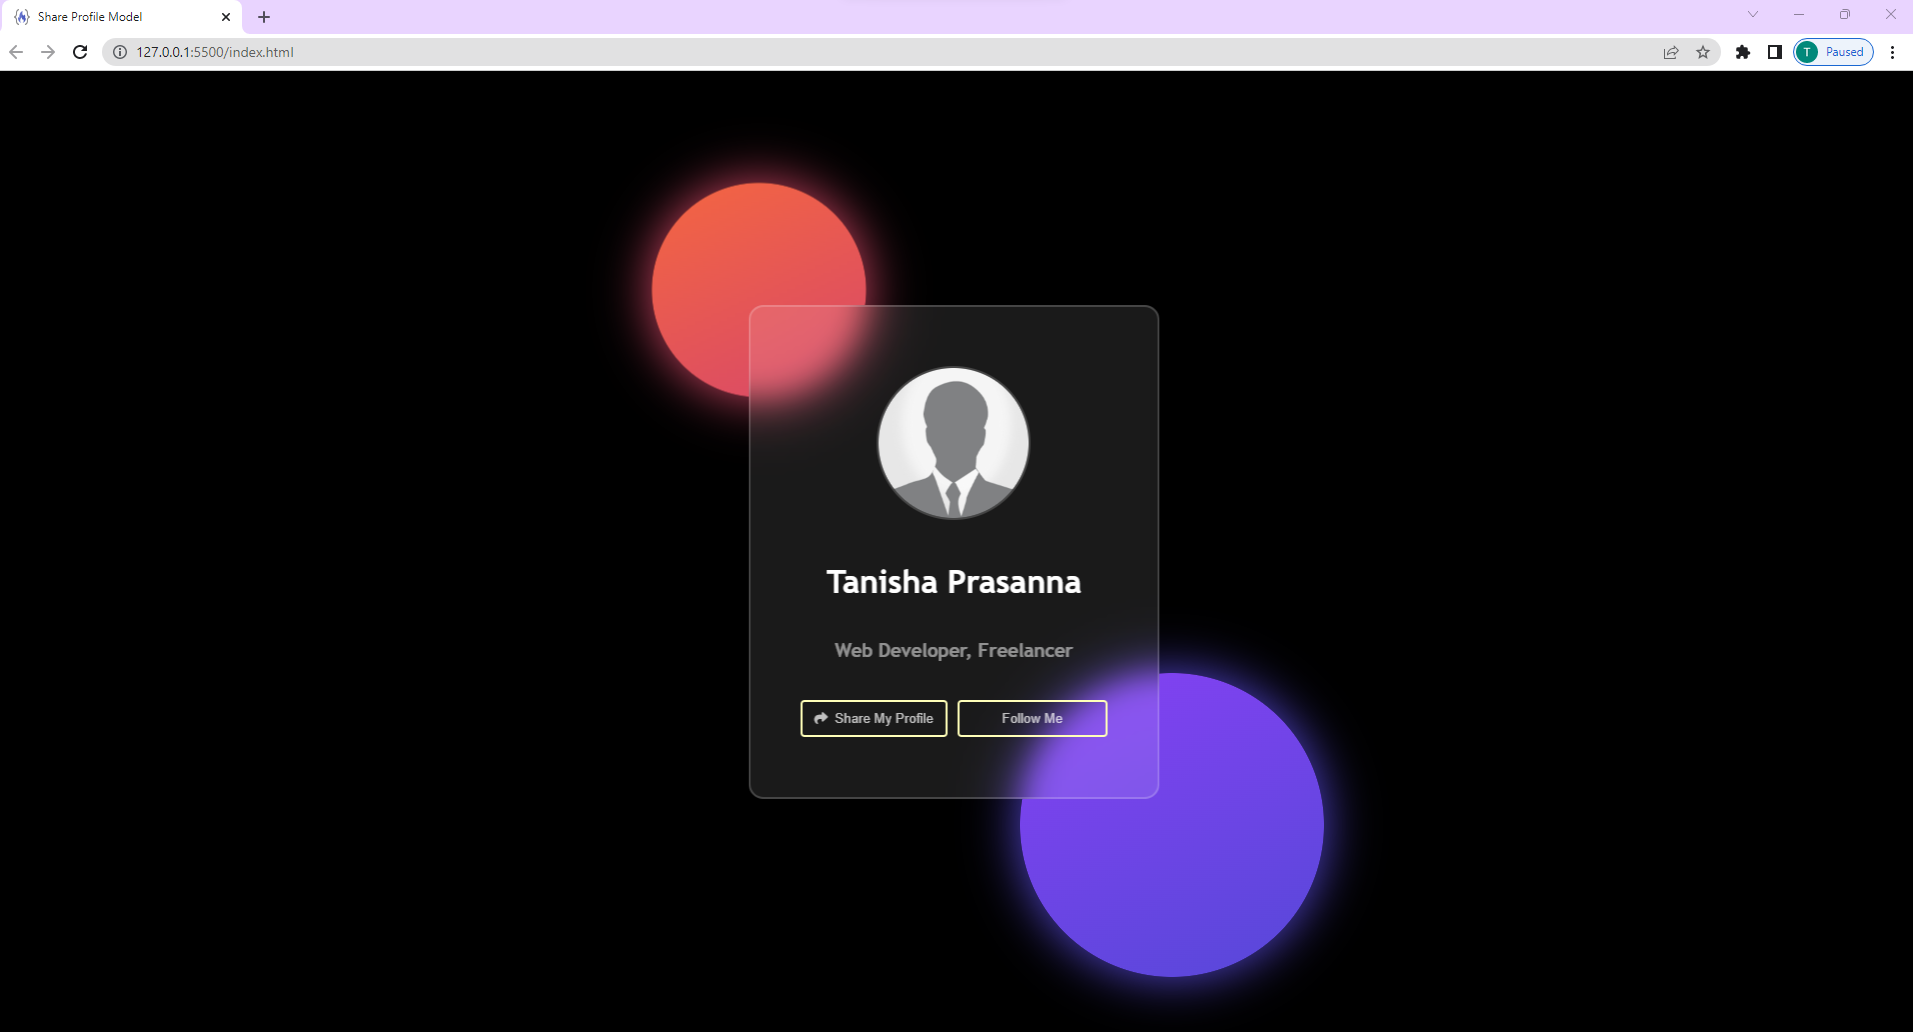 Share Profile Model
127.0.0.1:5500/index.html
T Paused
Tanisha Prasanna
Web Developer, Freelancer
Share My Profile
Follow Me